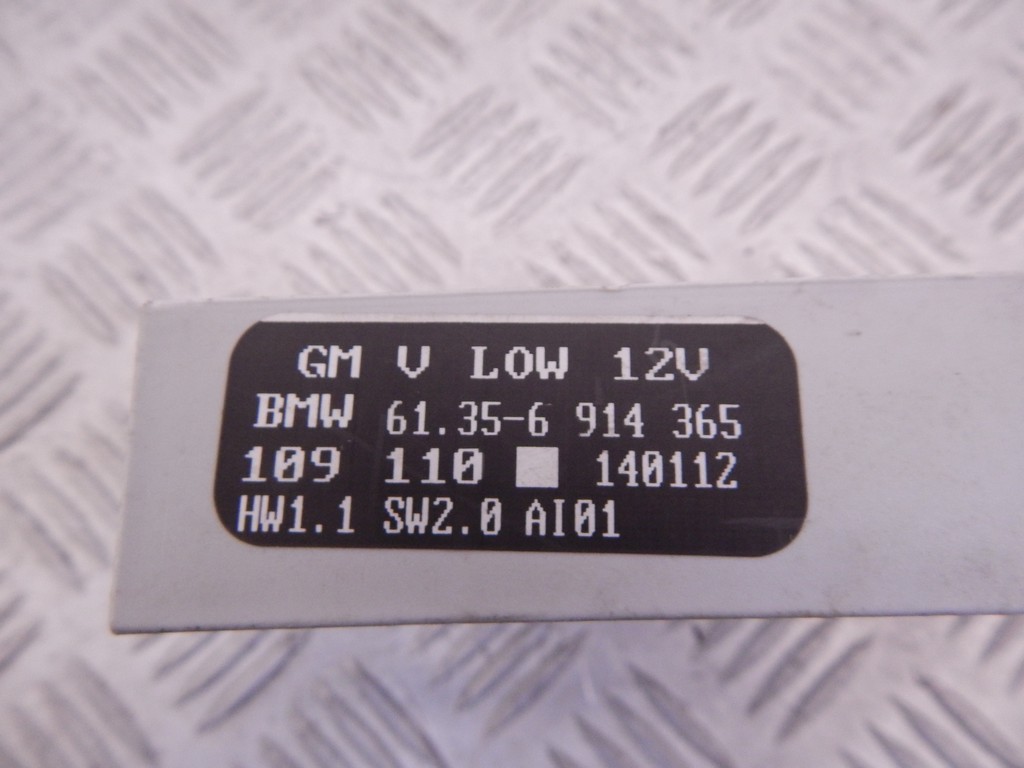 GM V LOW 12V
BMW 61.35-6 914 365
109 110 140112
HW1.1 SW2.0 AI01